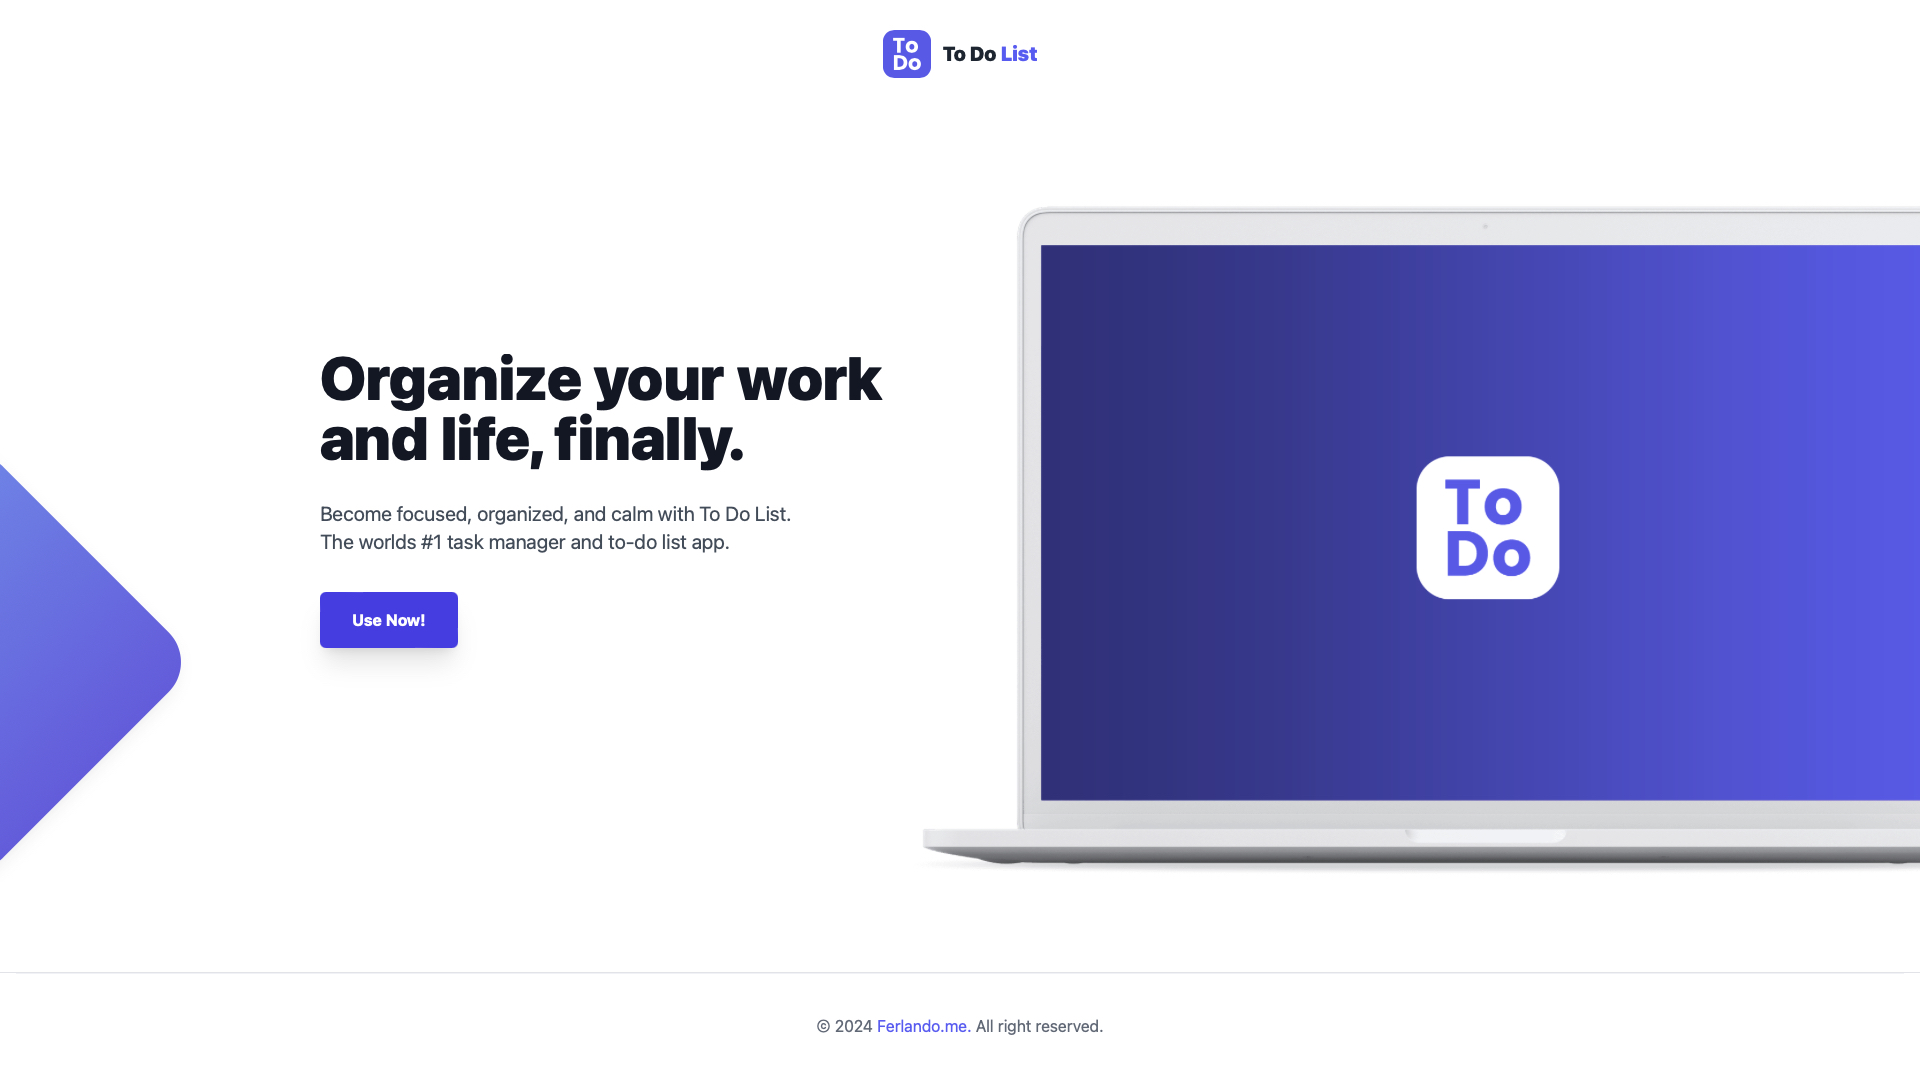 To
Do
To Do List
Organize your work
and life, finally.
Become focused, organized, and calm with To Do List.
The worlds #1 task manager and to-do list app.
Use Now!
To
Do
© 2024 Ferlando.me. All right reserved.